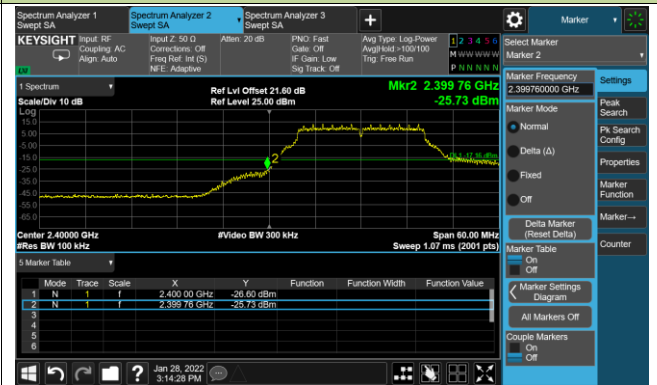 Spectrum Analyzer 1
Swept SA
Spectrum Analyzer 2
Swept SA
Spectrum Analyzer 3
Swept SA
+
Marker
KEYSIGHT
Input: RF
Coupling: AC
Align: Auto
Input Z: 50 Ω
Corrections: Off
Freq Ref: Int (S)
NFE: Adaptive
Atten: 20 dB
PNO: Fast
Gate: Off
IF Gain: Low
Sig Track: Off
Avg Type: Log-Power
Avg|Hold:>100/100
Trig: Free Run
1 2 3 4 5 6
M W W W W W
P N N N N N
Select Marker
Marker 2
1 Spectrum
Ref Lvl Offset 21.60 dB
Mkr2 2.399 76 GHz
Scale/Div 10 dB
Ref Level 25.00 dBm
-25.73 dBm
Log
15.0
5.00
-5.00
-15.0
-25.0
-35.0
-45.0
-55.0
-65.0
2
Center 2.40000 GHz
#Video BW 300 kHz
Span 60.00 MHz
#Res BW 100 kHz
Sweep 1.07 ms (2001 pts)
5 Marker Table
Mode Trace Scale X Y Function Function Width Function Value
1 N 1 f 2.400 00 GHz -26.60 dBm
2 N 1 f 2.399 76 GHz -25.73 dBm
3
4
5
6
Marker Frequency
2.399760000 GHz
Marker Mode
Normal
Delta (Δ)
Fixed
Off
Delta Marker
(Reset Delta)
Marker Table
On
Off
Marker Settings
Diagram
All Markers Off
Couple Markers
On
Off
Settings
Peak
Search
Pk Search
Config
Properties
Marker
Function
Marker→
Counter
?
Jan 28, 2022
3:14:28 PM